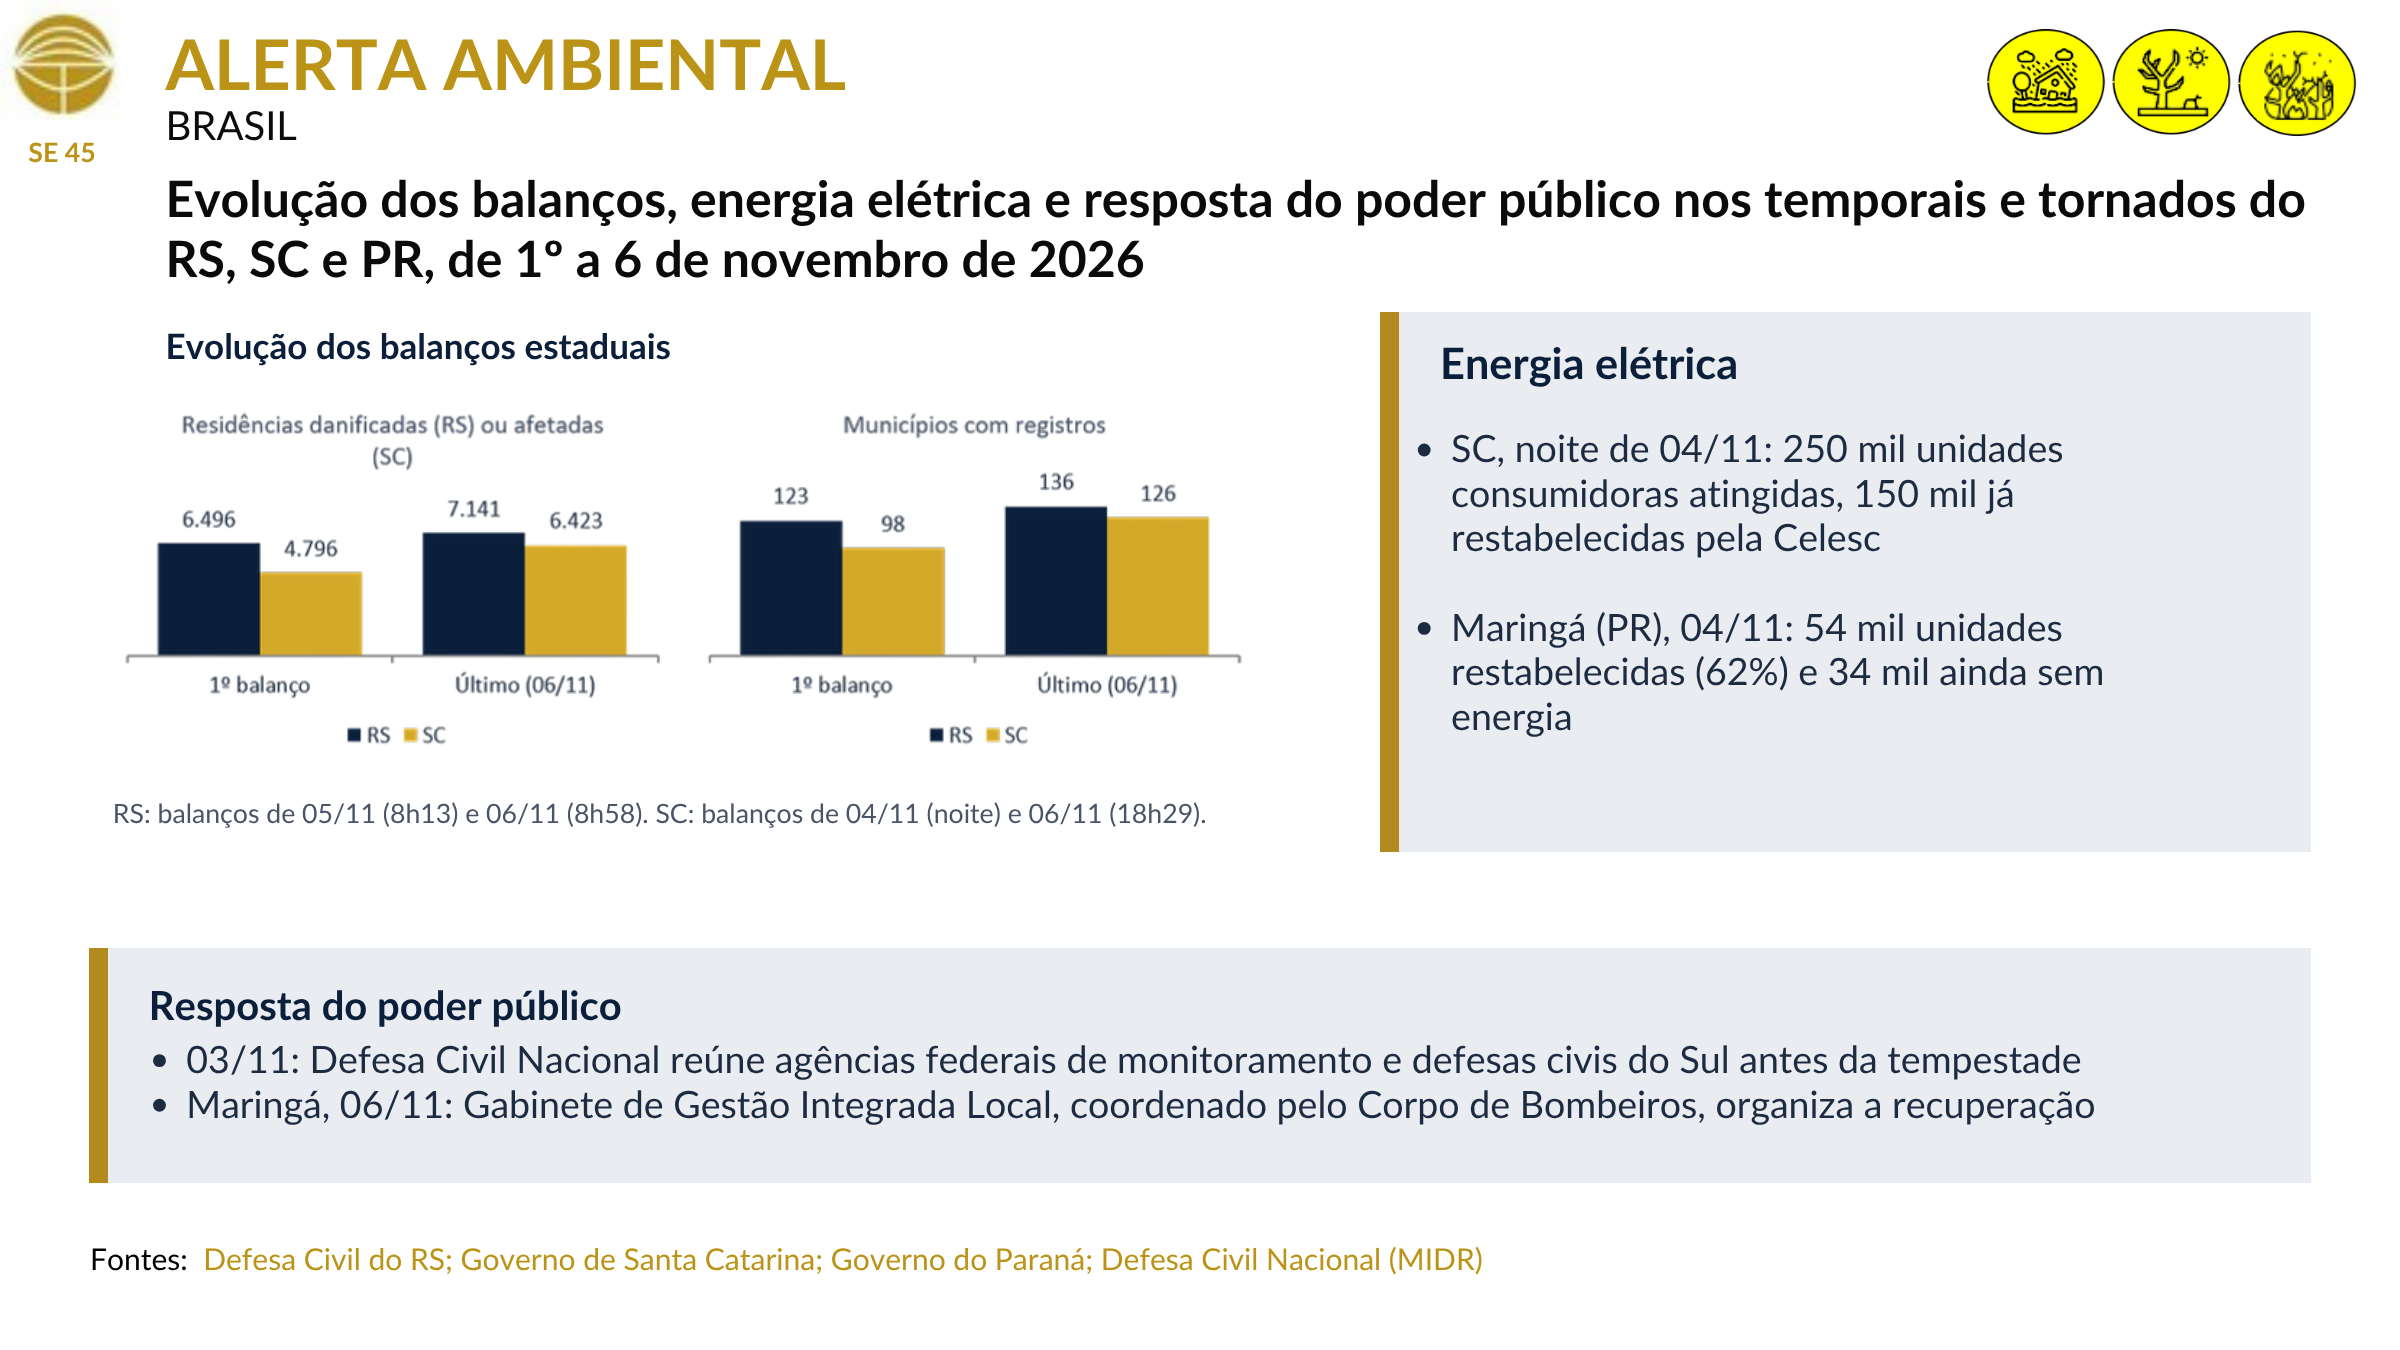 ALERTA AMBIENTAL
BRASIL
SE 45
Evolução dos balanços, energia elétrica e resposta do poder público nos temporais e tornados do
RS, SC e PR, de 1º a 6 de novembro de 2026
Evolução dos balanços estaduais
Residências danificadas (RS) ou afetadas
(SC)
6.496
4.796
7.141
6.423
1º balanço
Último (06/11)
RS
SC
Municípios com registros
123
98
136
126
1º balanço
Último (06/11)
RS
SC
RS: balanços de 05/11 (8h13) e 06/11 (8h58). SC: balanços de 04/11 (noite) e 06/11 (18h29).
Energia elétrica
• SC, noite de 04/11: 250 mil unidades
consumidoras atingidas, 150 mil já
restabelecidas pela Celesc
• Maringá (PR), 04/11: 54 mil unidades
restabelecidas (62%) e 34 mil ainda sem
energia
Resposta do poder público
• 03/11: Defesa Civil Nacional reúne agências federais de monitoramento e defesas civis do Sul antes da tempestade
• Maringá, 06/11: Gabinete de Gestão Integrada Local, coordenado pelo Corpo de Bombeiros, organiza a recuperação
Fontes: Defesa Civil do RS; Governo de Santa Catarina; Governo do Paraná; Defesa Civil Nacional (MIDR)